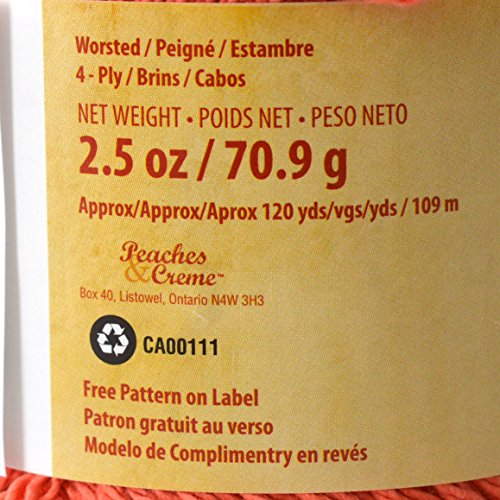 Worsted / Peigné / Estambre
4 - Ply / Brins / Cabos
NET WEIGHT • POIDS NET • PESO NETO
2.5 oz / 70.9 g
Approx/Approx/Aprox 120 yds/vgs/yds / 109 m
Peaches
& Creme™
Box 40, Listowel, Ontario N4W 3H3
CA00111
Free Pattern on Label
Patron gratuit au verso
Modelo de Complimentry en revés